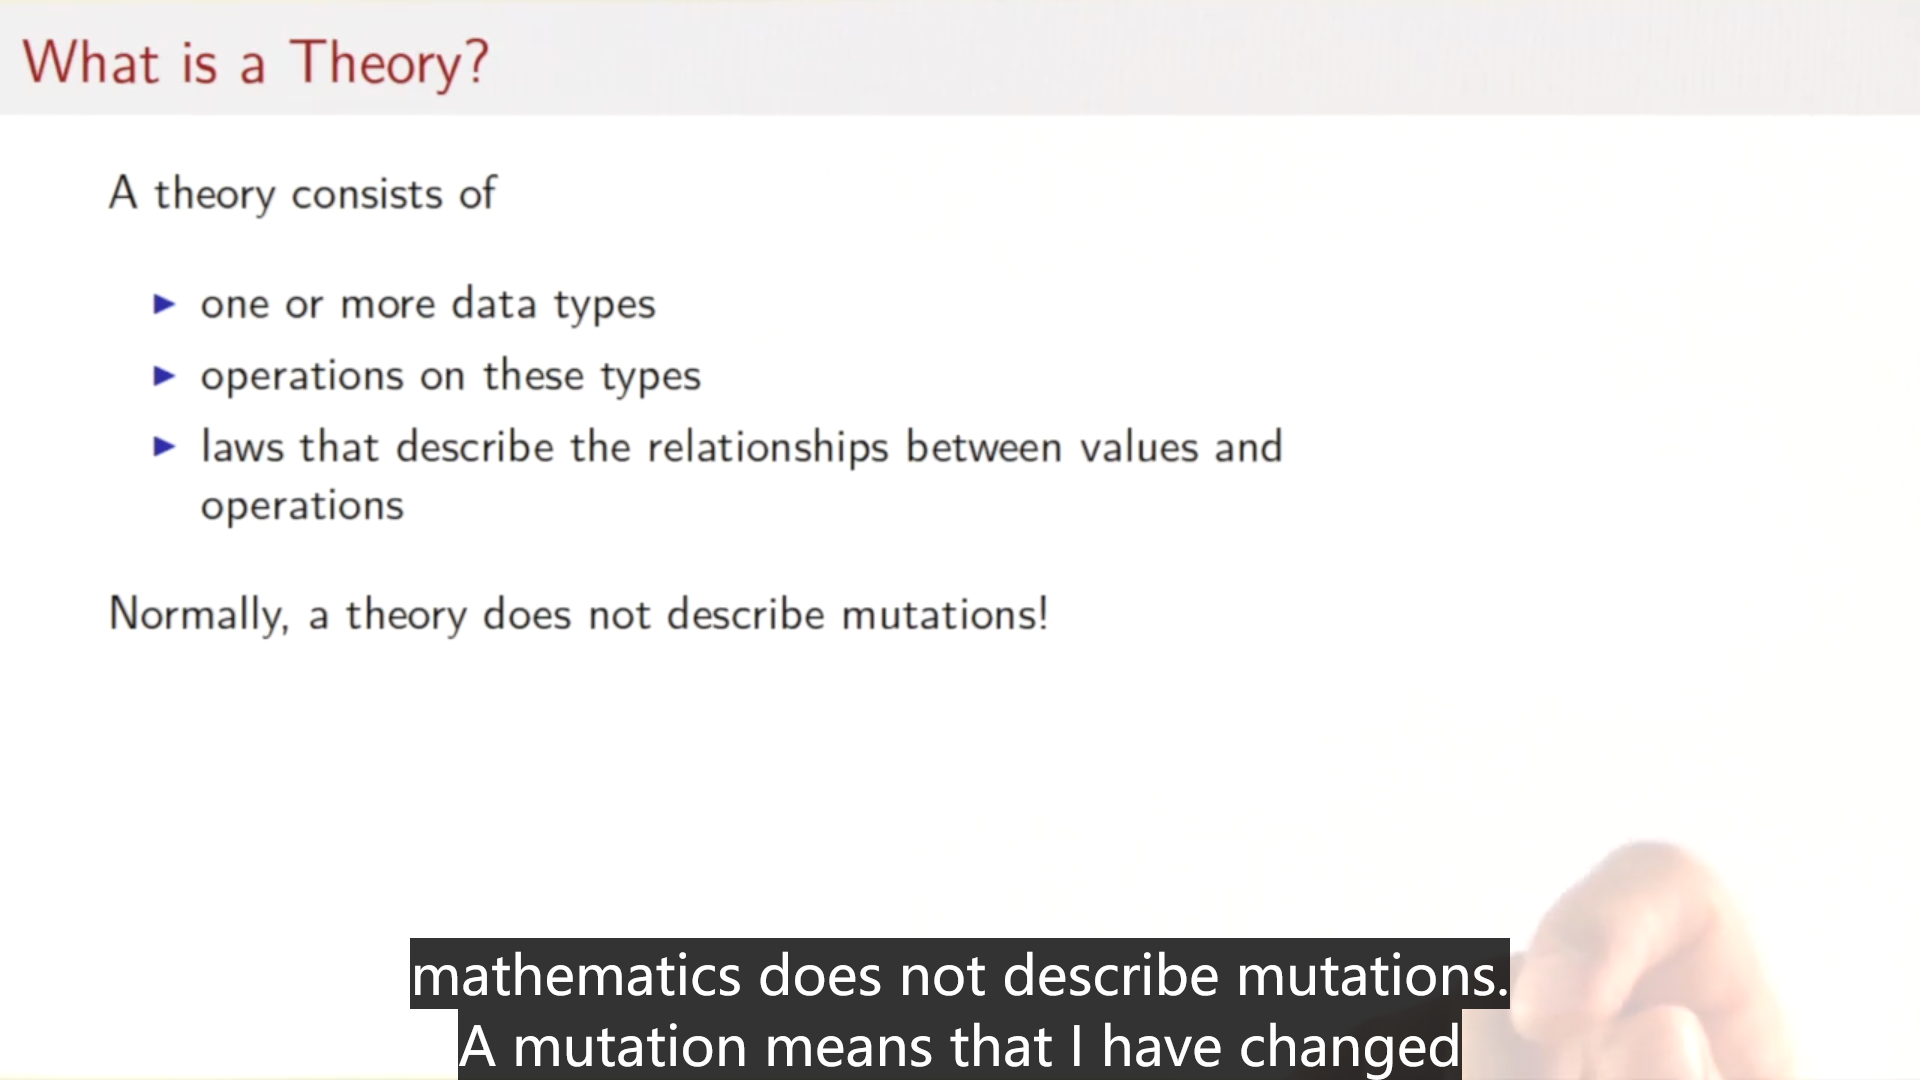 What is a Theory?
A theory consists of
▶ one or more data types
▶ operations on these types
▶ laws that describe the relationships between values and
operations
Normally, a theory does not describe mutations!
mathematics does not describe mutations.
A mutation means that I have changed